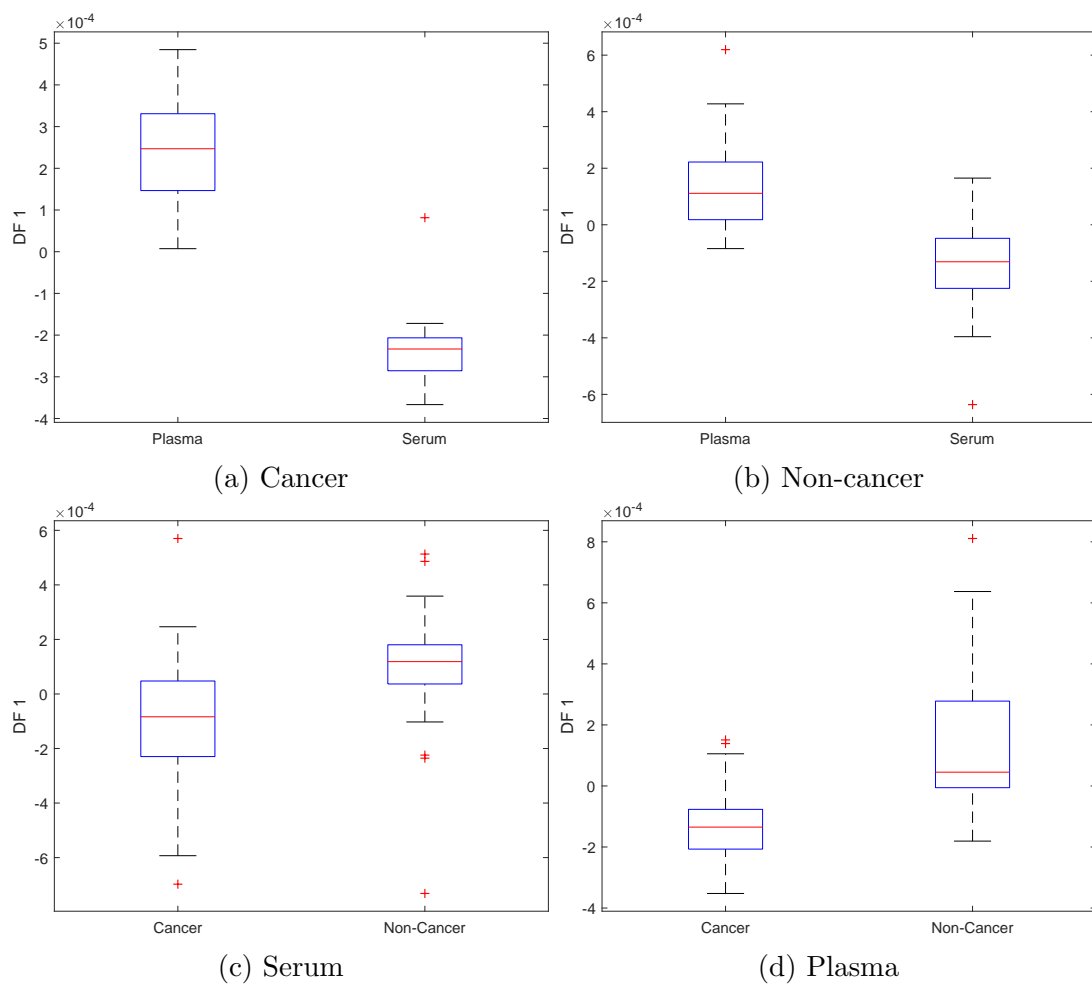 ×10⁻⁴
5
4
3
2
1
0
-1
-2
-3
-4
DF 1
Plasma Serum
(a) Cancer
×10⁻⁴
6
4
2
0
-2
-4
-6
DF 1
Plasma Serum
(b) Non-cancer
×10⁻⁴
6
4
2
0
-2
-4
-6
DF 1
Cancer Non-Cancer
(c) Serum
×10⁻⁴
8
6
4
2
0
-2
-4
DF 1
Cancer Non-Cancer
(d) Plasma